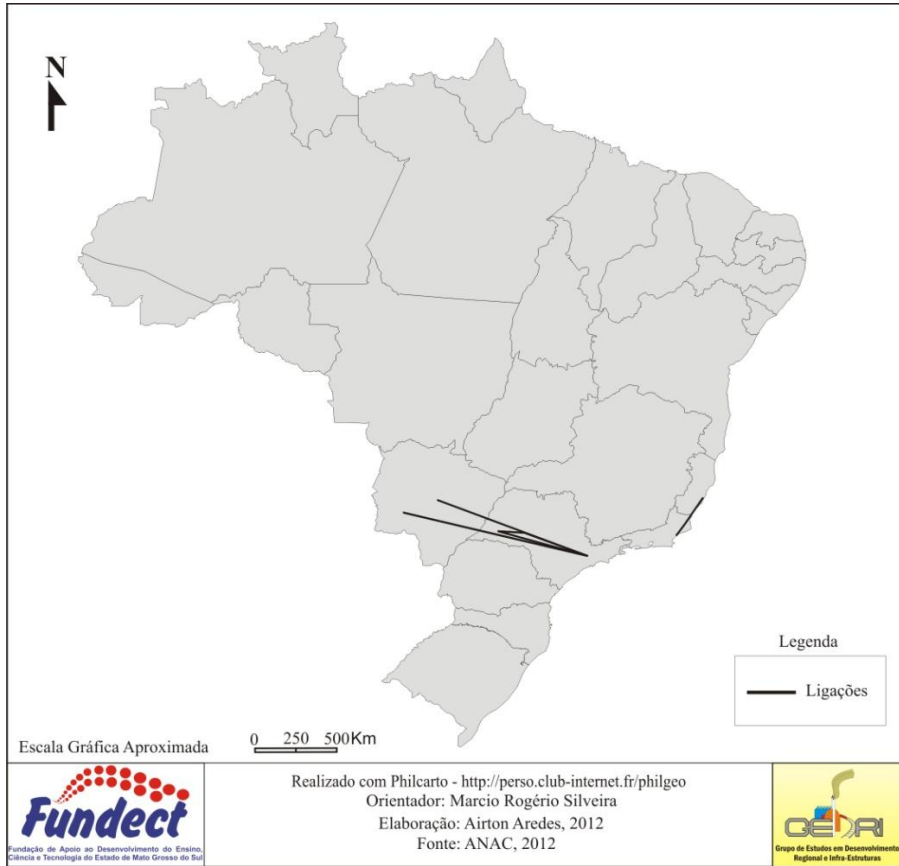 N
Legenda
Ligações
Escala Gráfica Aproximada
0 250 500Km
Fundect
Fundação de Apoio ao Desenvolvimento do Ensino,
Ciência e Tecnologia do Estado de Mato Grosso do Sul
Realizado com Philcarto - http://perso.club-internet.fr/philgeo
Orientador: Marcio Rogério Silveira
Elaboração: Airton Aredes, 2012
Fonte: ANAC, 2012
GEDRI
Grupo de Estudos em Desenvolvimento
Regional e Infra-Estruturas